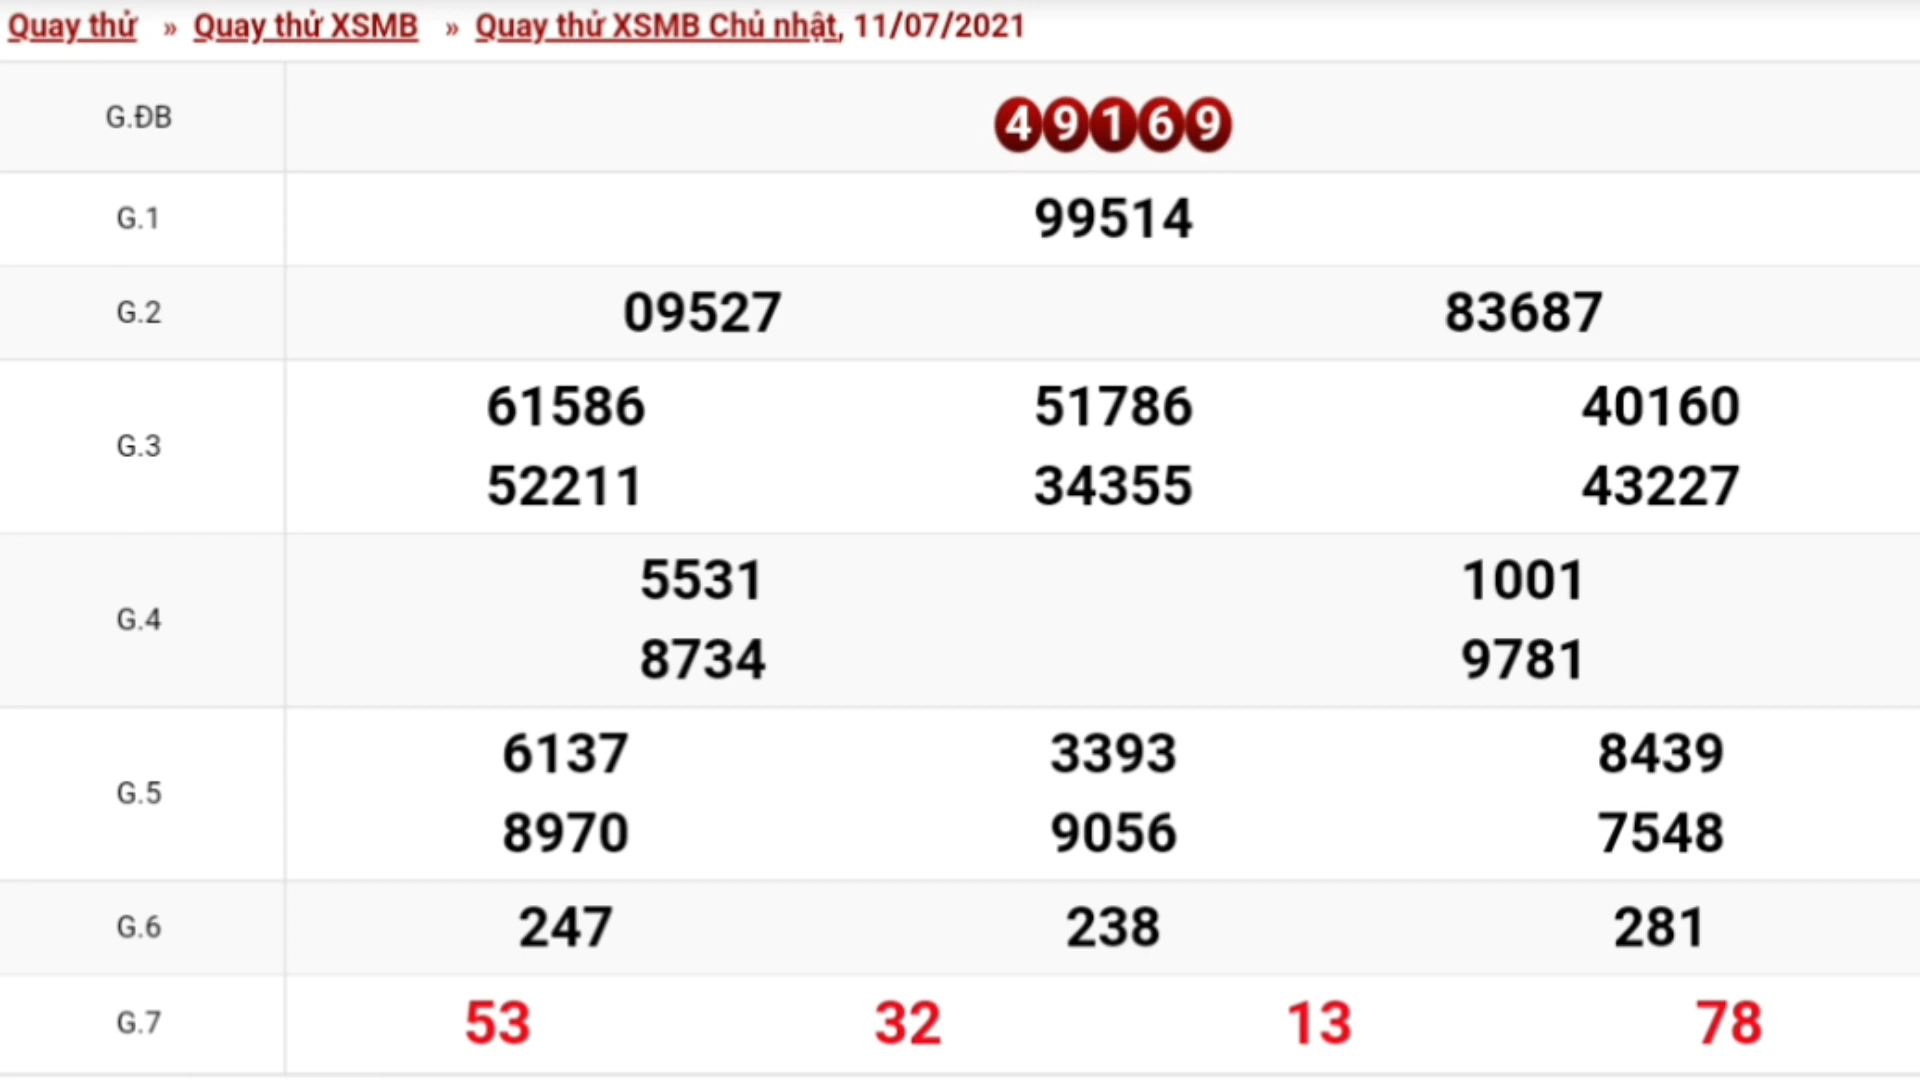 Quay thử » Quay thử XSMB » Quay thử XSMB Chủ nhật, 11/07/2021
G.ĐB 49169
G.1 99514
G.2 09527 83687
G.3 61586 51786 40160
52211 34355 43227
G.4 5531 1001
8734 9781
G.5 6137 3393 8439
8970 9056 7548
G.6 247 238 281
G.7 53 32 13 78